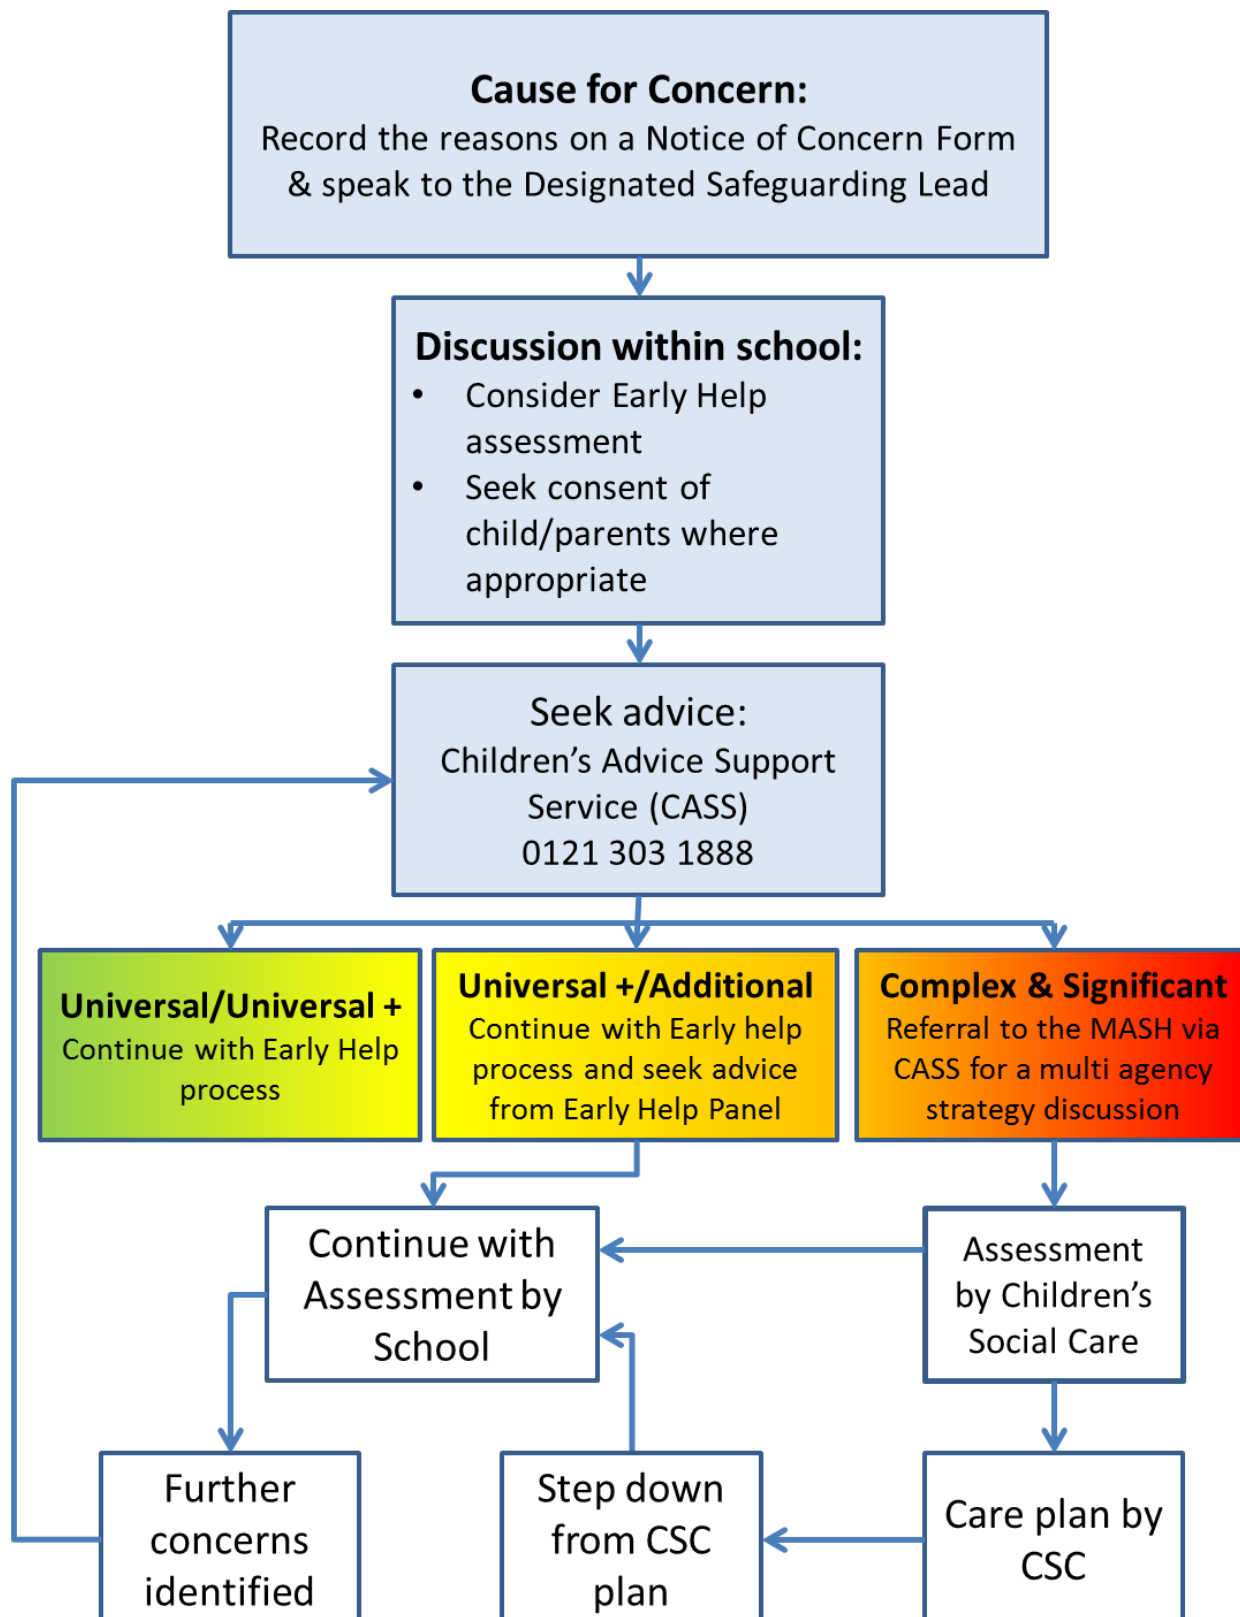 Cause for Concern:
Record the reasons on a Notice of Concern Form
& speak to the Designated Safeguarding Lead
Discussion within school:
• Consider Early Help
assessment
• Seek consent of
child/parents where
appropriate
Seek advice:
Children's Advice Support
Service (CASS)
0121 303 1888
Universal/Universal +
Continue with Early Help
process
Universal +/Additional
Continue with Early help
process and seek advice
from Early Help Panel
Complex & Significant
Referral to the MASH via
CASS for a multi agency
strategy discussion
Continue with
Assessment by
School
Assessment
by Children's
Social Care
Further
concerns
identified
Step down
from CSC
plan
Care plan by
CSC